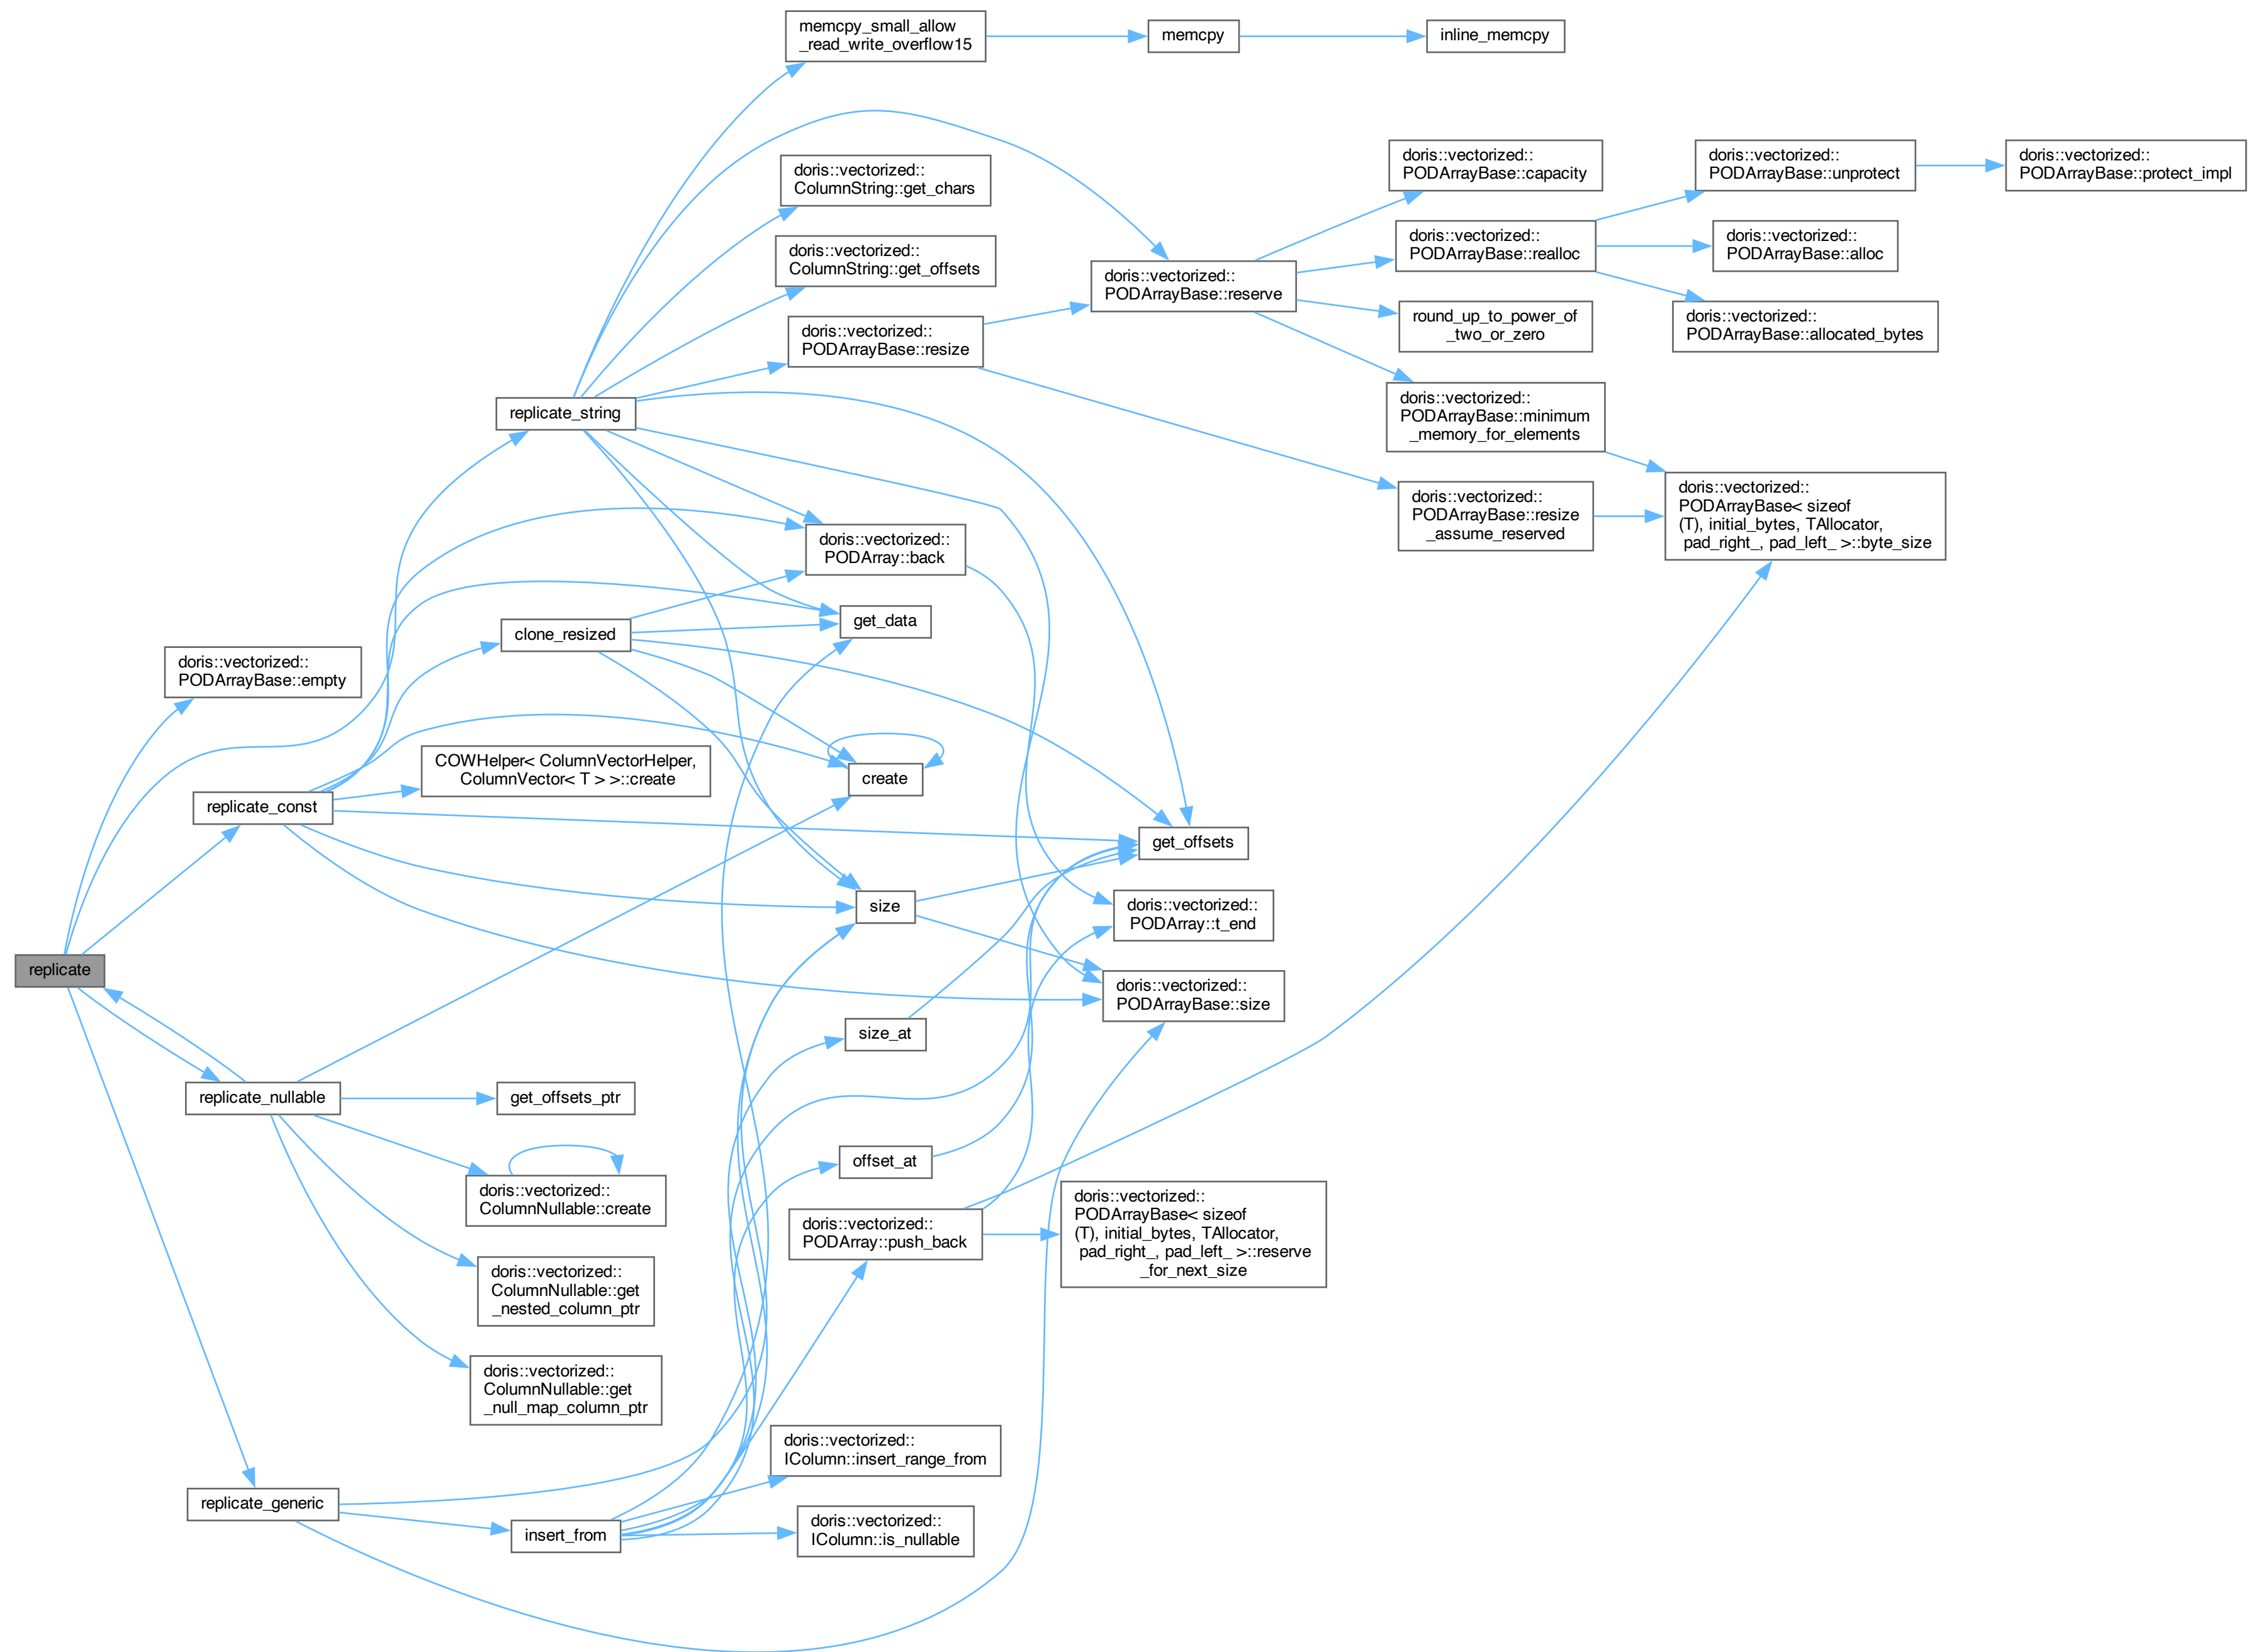 memcpy_small_allow
_read_write_overflow15
memcpy
inline_memcpy
doris::vectorized::
ColumnString::get_chars
doris::vectorized::
PODArrayBase::capacity
doris::vectorized::
PODArrayBase::unprotect
doris::vectorized::
PODArrayBase::protect_impl
doris::vectorized::
ColumnString::get_offsets
doris::vectorized::
PODArrayBase::reserve
doris::vectorized::
PODArrayBase::realloc
doris::vectorized::
PODArrayBase::alloc
doris::vectorized::
PODArrayBase::resize
round_up_to_power_of
_two_or_zero
doris::vectorized::
PODArrayBase::allocated_bytes
replicate_string
doris::vectorized::
PODArrayBase::minimum
_memory_for_elements
doris::vectorized::
PODArray::back
doris::vectorized::
PODArrayBase::resize
_assume_reserved
doris::vectorized::
PODArrayBase< sizeof
(T), initial_bytes, TAllocator,
pad_right_, pad_left_ >::byte_size
clone_resized
get_data
doris::vectorized::
PODArrayBase::empty
COWHelper< ColumnVectorHelper,
ColumnVector< T > >::create
create
replicate_const
get_offsets
size
doris::vectorized::
PODArray::t_end
replicate
doris::vectorized::
PODArrayBase::size
size_at
replicate_nullable
get_offsets_ptr
offset_at
doris::vectorized::
ColumnNullable::create
doris::vectorized::
PODArray::push_back
doris::vectorized::
PODArrayBase< sizeof
(T), initial_bytes, TAllocator,
pad_right_, pad_left_ >::reserve
_for_next_size
doris::vectorized::
ColumnNullable::get
_nested_column_ptr
doris::vectorized::
ColumnNullable::get
_null_map_column_ptr
doris::vectorized::
IColumn::insert_range_from
replicate_generic
insert_from
doris::vectorized::
IColumn::is_nullable